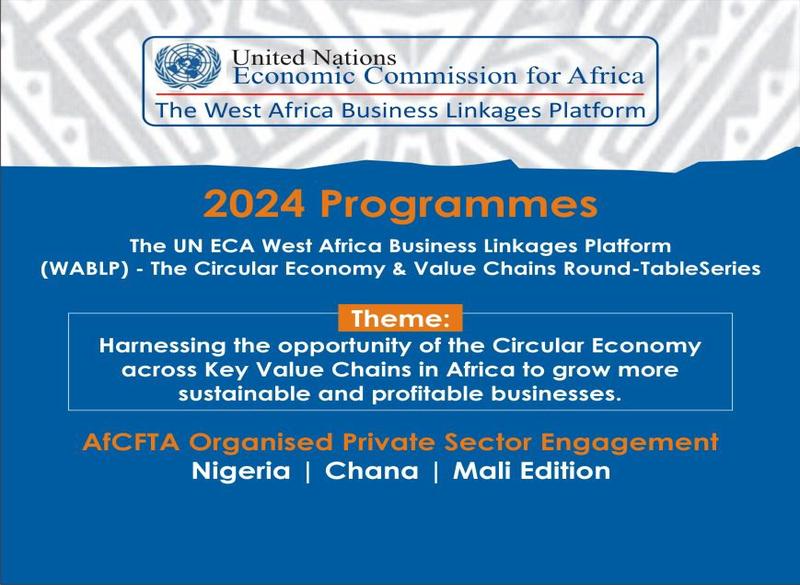 United Nations
Economic Commission for Africa
The West Africa Business Linkages Platform
2024 Programmes
The UN ECA West Africa Business Linkages Platform
(WABLP) - The Circular Economy & Value Chains Round-TableSeries
Theme:
Harnessing the opportunity of the Circular Economy
across Key Value Chains in Africa to grow more
sustainable and profitable businesses.
AfCFTA Organised Private Sector Engagement
Nigeria | Chana | Mali Edition